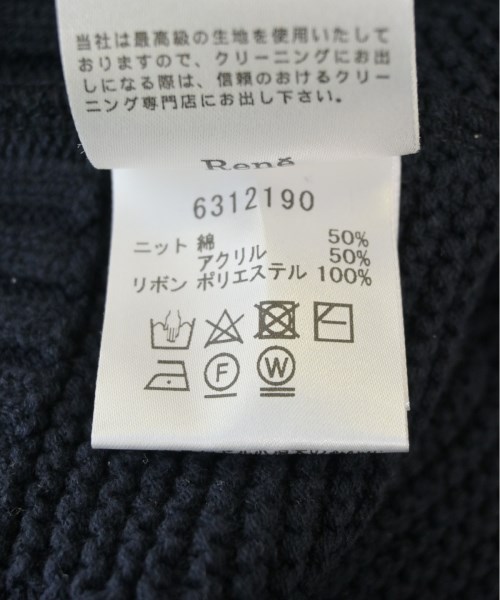 当社は最高級の生地を使用いたして
おりますので、クリーニングにお出
しになる際は、信頼のおけるクリー
ニング専門店にお出し下さい。
René
6312190
ニット 綿 50%
アクリル 50%
リボン ポリエステル 100%
F W